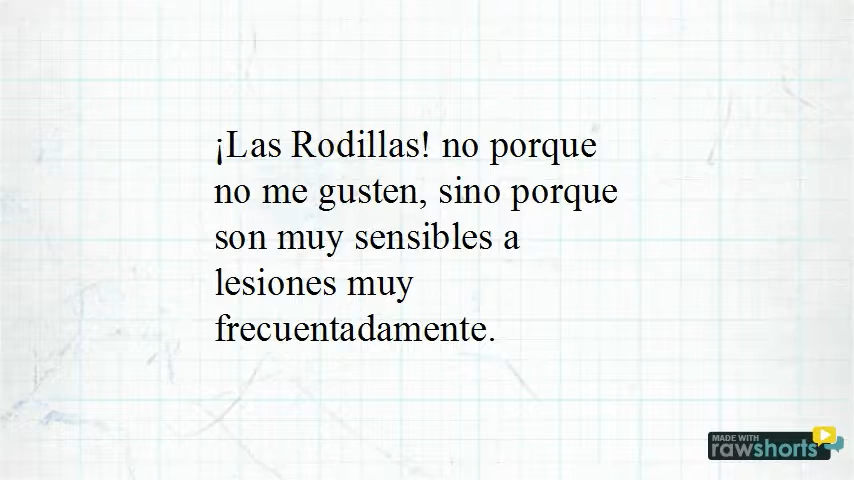 ¡Las Rodillas! no porque
no me gusten, sino porque
son muy sensibles a
lesiones muy
frecuentadamente.
MADE WITH
rawshorts